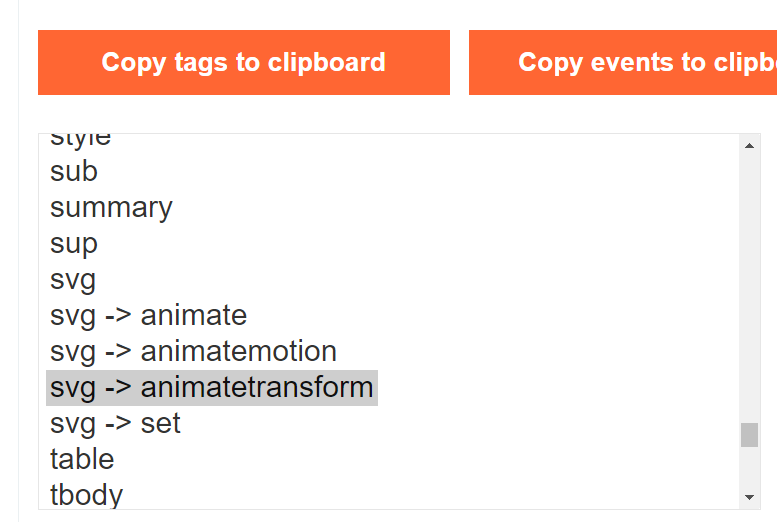 Copy tags to clipboard
Copy events to clipb
style
sub
summary
sup
svg
svg -> animate
svg -> animatemotion
svg -> animatetransform
svg -> set
table
tbody